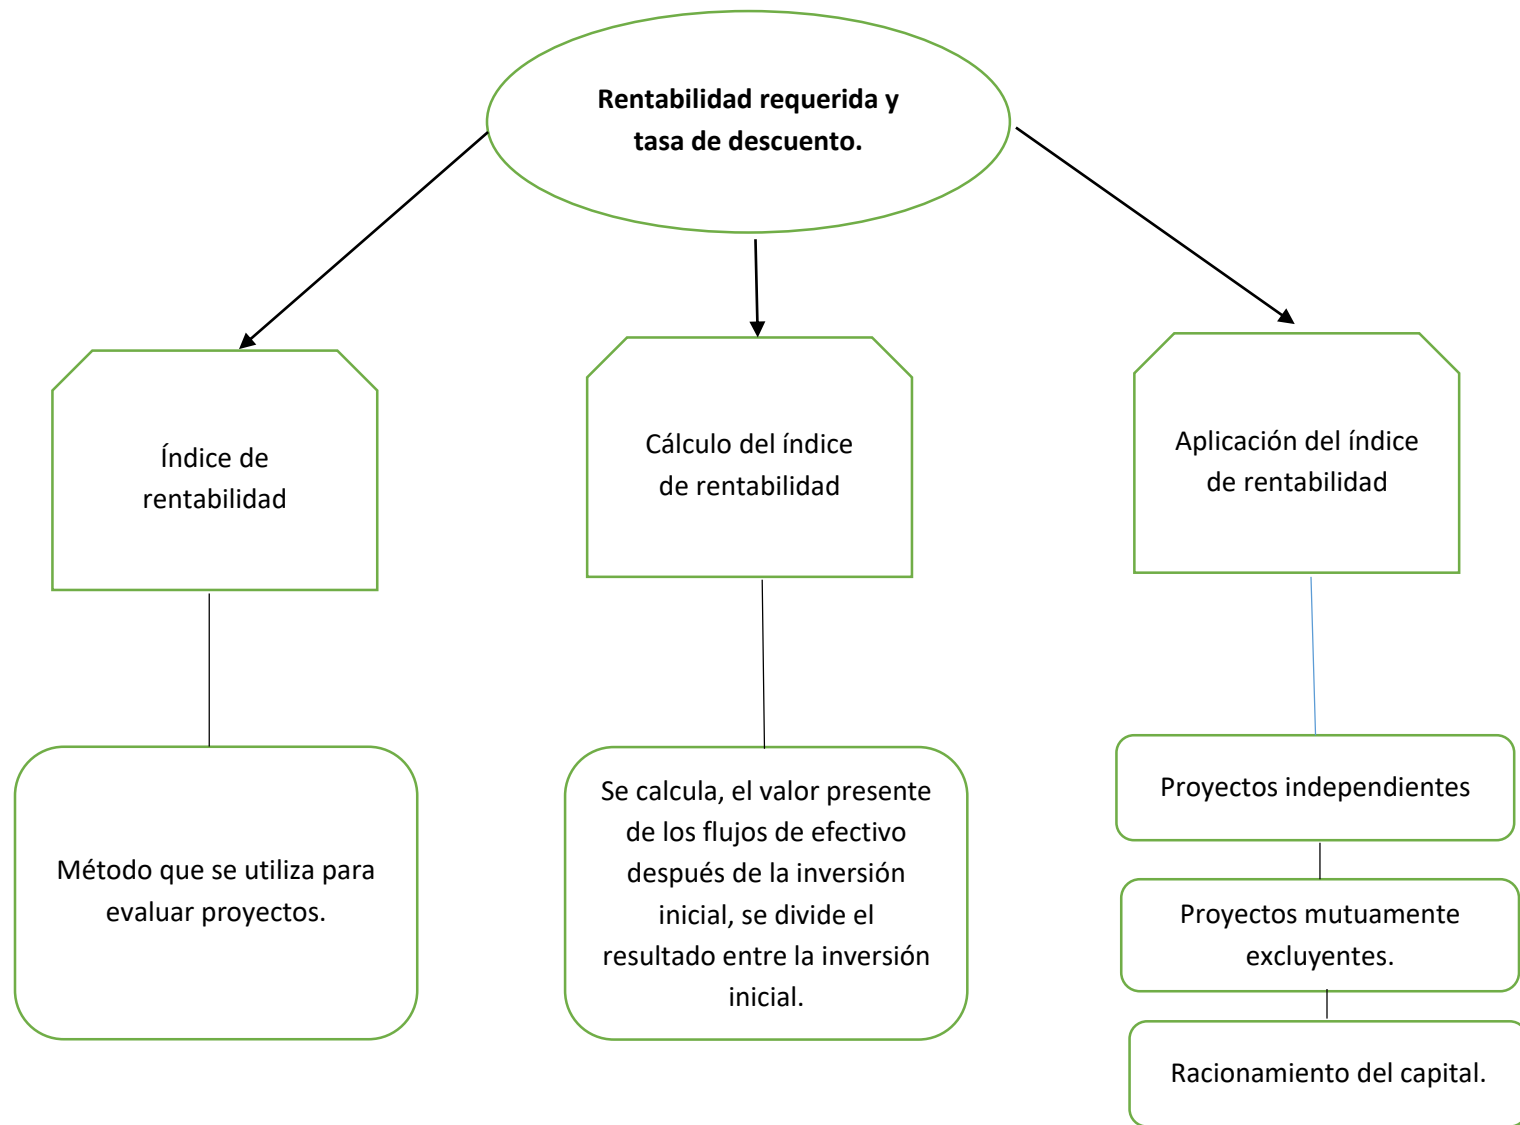 Rentabilidad requerida y
tasa de descuento.
Índice de
rentabilidad
Cálculo del índice
de rentabilidad
Aplicación del índice
de rentabilidad
Método que se utiliza para
evaluar proyectos.
Se calcula, el valor presente
de los flujos de efectivo
después de la inversión
inicial, se divide el
resultado entre la inversión
inicial.
Proyectos independientes
Proyectos mutuamente
excluyentes.
Racionamiento del capital.